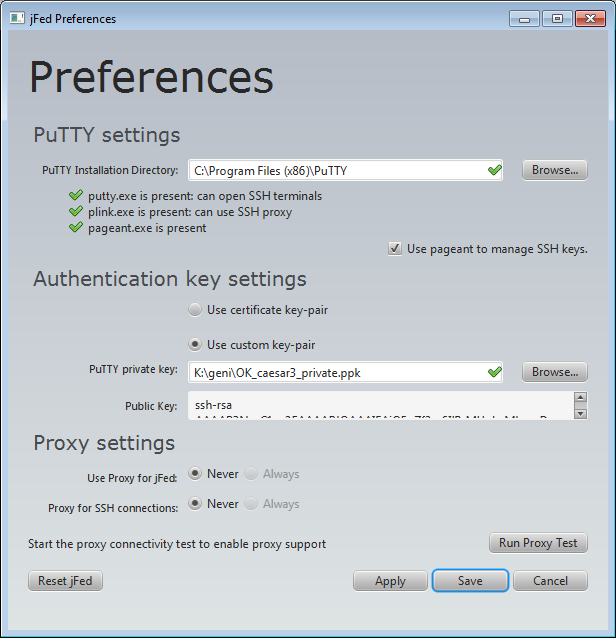 jFed Preferences
Preferences
PuTTY settings
PuTTY Installation Directory: C:\Program Files (x86)\PuTTY Browse...
putty.exe is present: can open SSH terminals
plink.exe is present: can use SSH proxy
pageant.exe is present
Use pageant to manage SSH keys.
Authentication key settings
Use certificate key-pair
Use custom key-pair
PuTTY private key: K:\geni\OK_caesar3_private.ppk Browse...
Public Key: ssh-rsa
Proxy settings
Use Proxy for jFed: Never Always
Proxy for SSH connections: Never Always
Start the proxy connectivity test to enable proxy support Run Proxy Test
Reset jFed Apply Save Cancel